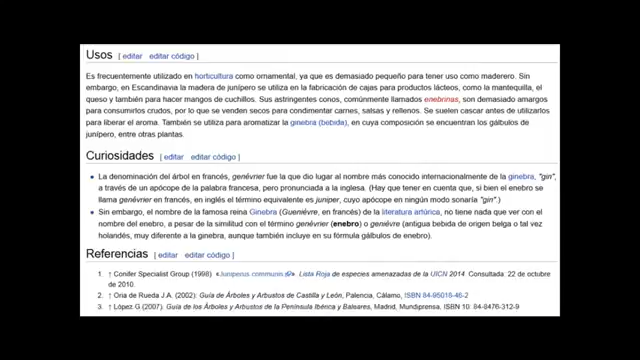 Usos [ editar editar código ]
Es frecuentemente utilizado en horticultura como ornamental, ya que es demasiado pequeño para tener uso como maderero. Sin
embargo, en Escandinavia la madera de junípero se utiliza en la fabricación de cajas para productos lácteos, como la mantequilla, el
queso y también para hacer mangos de cuchillos. Sus astringentes conos, comúnmente llamados enebrinas, son demasiado amargos
para consumirlos crudos, por lo que se venden secos para condimentar carnes, salsas y rellenos. Se suelen cascar antes de utilizarlos
para liberar el aroma. También se utiliza para aromatizar la ginebra (bebida), en cuya composición se encuentran los gálbulos de
junípero, entre otras plantas.
Curiosidades [ editar editar código ]
• La denominación del árbol en francés, genévrier fue la que dio lugar al nombre más conocido internacionalmente de la ginebra, "gin",
a través de un apócope de la palabra francesa, pero pronunciada a la inglesa. (Hay que tener en cuenta que, si bien el enebro se
llama genévrier en francés, en inglés el término equivalente es juniper, cuyo apócope en ningún modo sonaría "gin".)
• Sin embargo, el nombre de la famosa reina Ginebra (Gueniévre, en francés) de la literatura artúrica, no tiene nada que ver con el
nombre del enebro, a pesar de la similitud con el término genévrier (enebro) o geniévre (antigua bebida de origen belga o tal vez
holandés, muy diferente a la ginebra, aunque también incluye en su fórmula gálbulos de enebro).
Referencias [ editar editar código ]
1. ↑ Conifer Specialist Group (1998) «Juniperus communis» Lista Roja de especies amenazadas de la UICN 2014 Consultada: 22 de octubre
de 2010.
2. ↑ Oria de Rueda J.A. (2002): Guía de Árboles y Arbustos de Castilla y León, Palencia, Cálamo, ISBN 84-95018-46-2
3. ↑ López G (2007). Guía de los Árboles y Arbustos de la Península Ibérica y Baleares, Madrid, Mundiprensa, ISBN 10: 84-8476-312-9